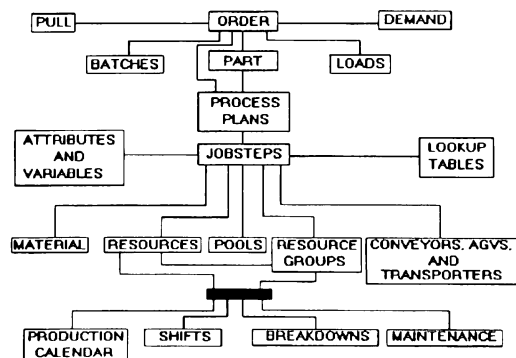 PULL
ORDER
DEMAND
BATCHES
PART
LOADS
PROCESS
PLANS
ATTRIBUTES
AND
VARIABLES
JOBSTEPS
LOOKUP
TABLES
MATERIAL
RESOURCES
POOLS
RESOURCE
GROUPS
CONVEYORS, AGVS,
AND
TRANSPORTERS
PRODUCTION
CALENDAR
SHIFTS
BREAKDOWNS
MAINTENANCE